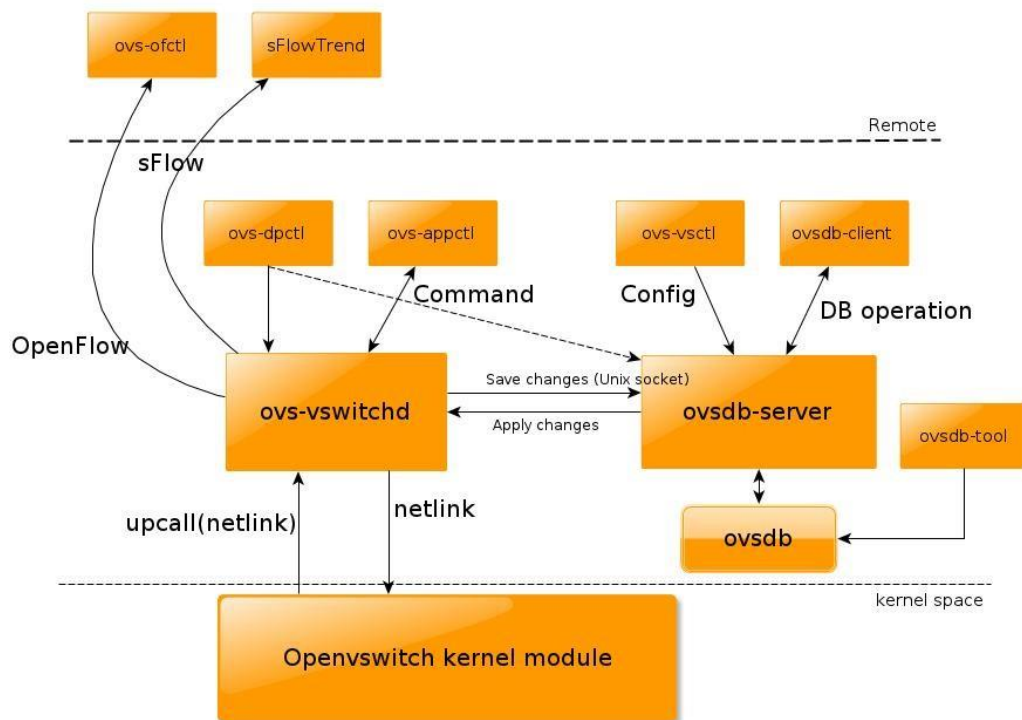 ovs-ofctl
sFlowTrend
Remote
sFlow
ovs-dpctl
ovs-appctl
ovs-vsctl
ovsdb-client
Command
Config
DB operation
OpenFlow
Save changes (Unix socket)
ovs-vswitchd
ovsdb-server
Apply changes
ovsdb-tool
netlink
upcall(netlink)
ovsdb
kernel space
Openvswitch kernel module